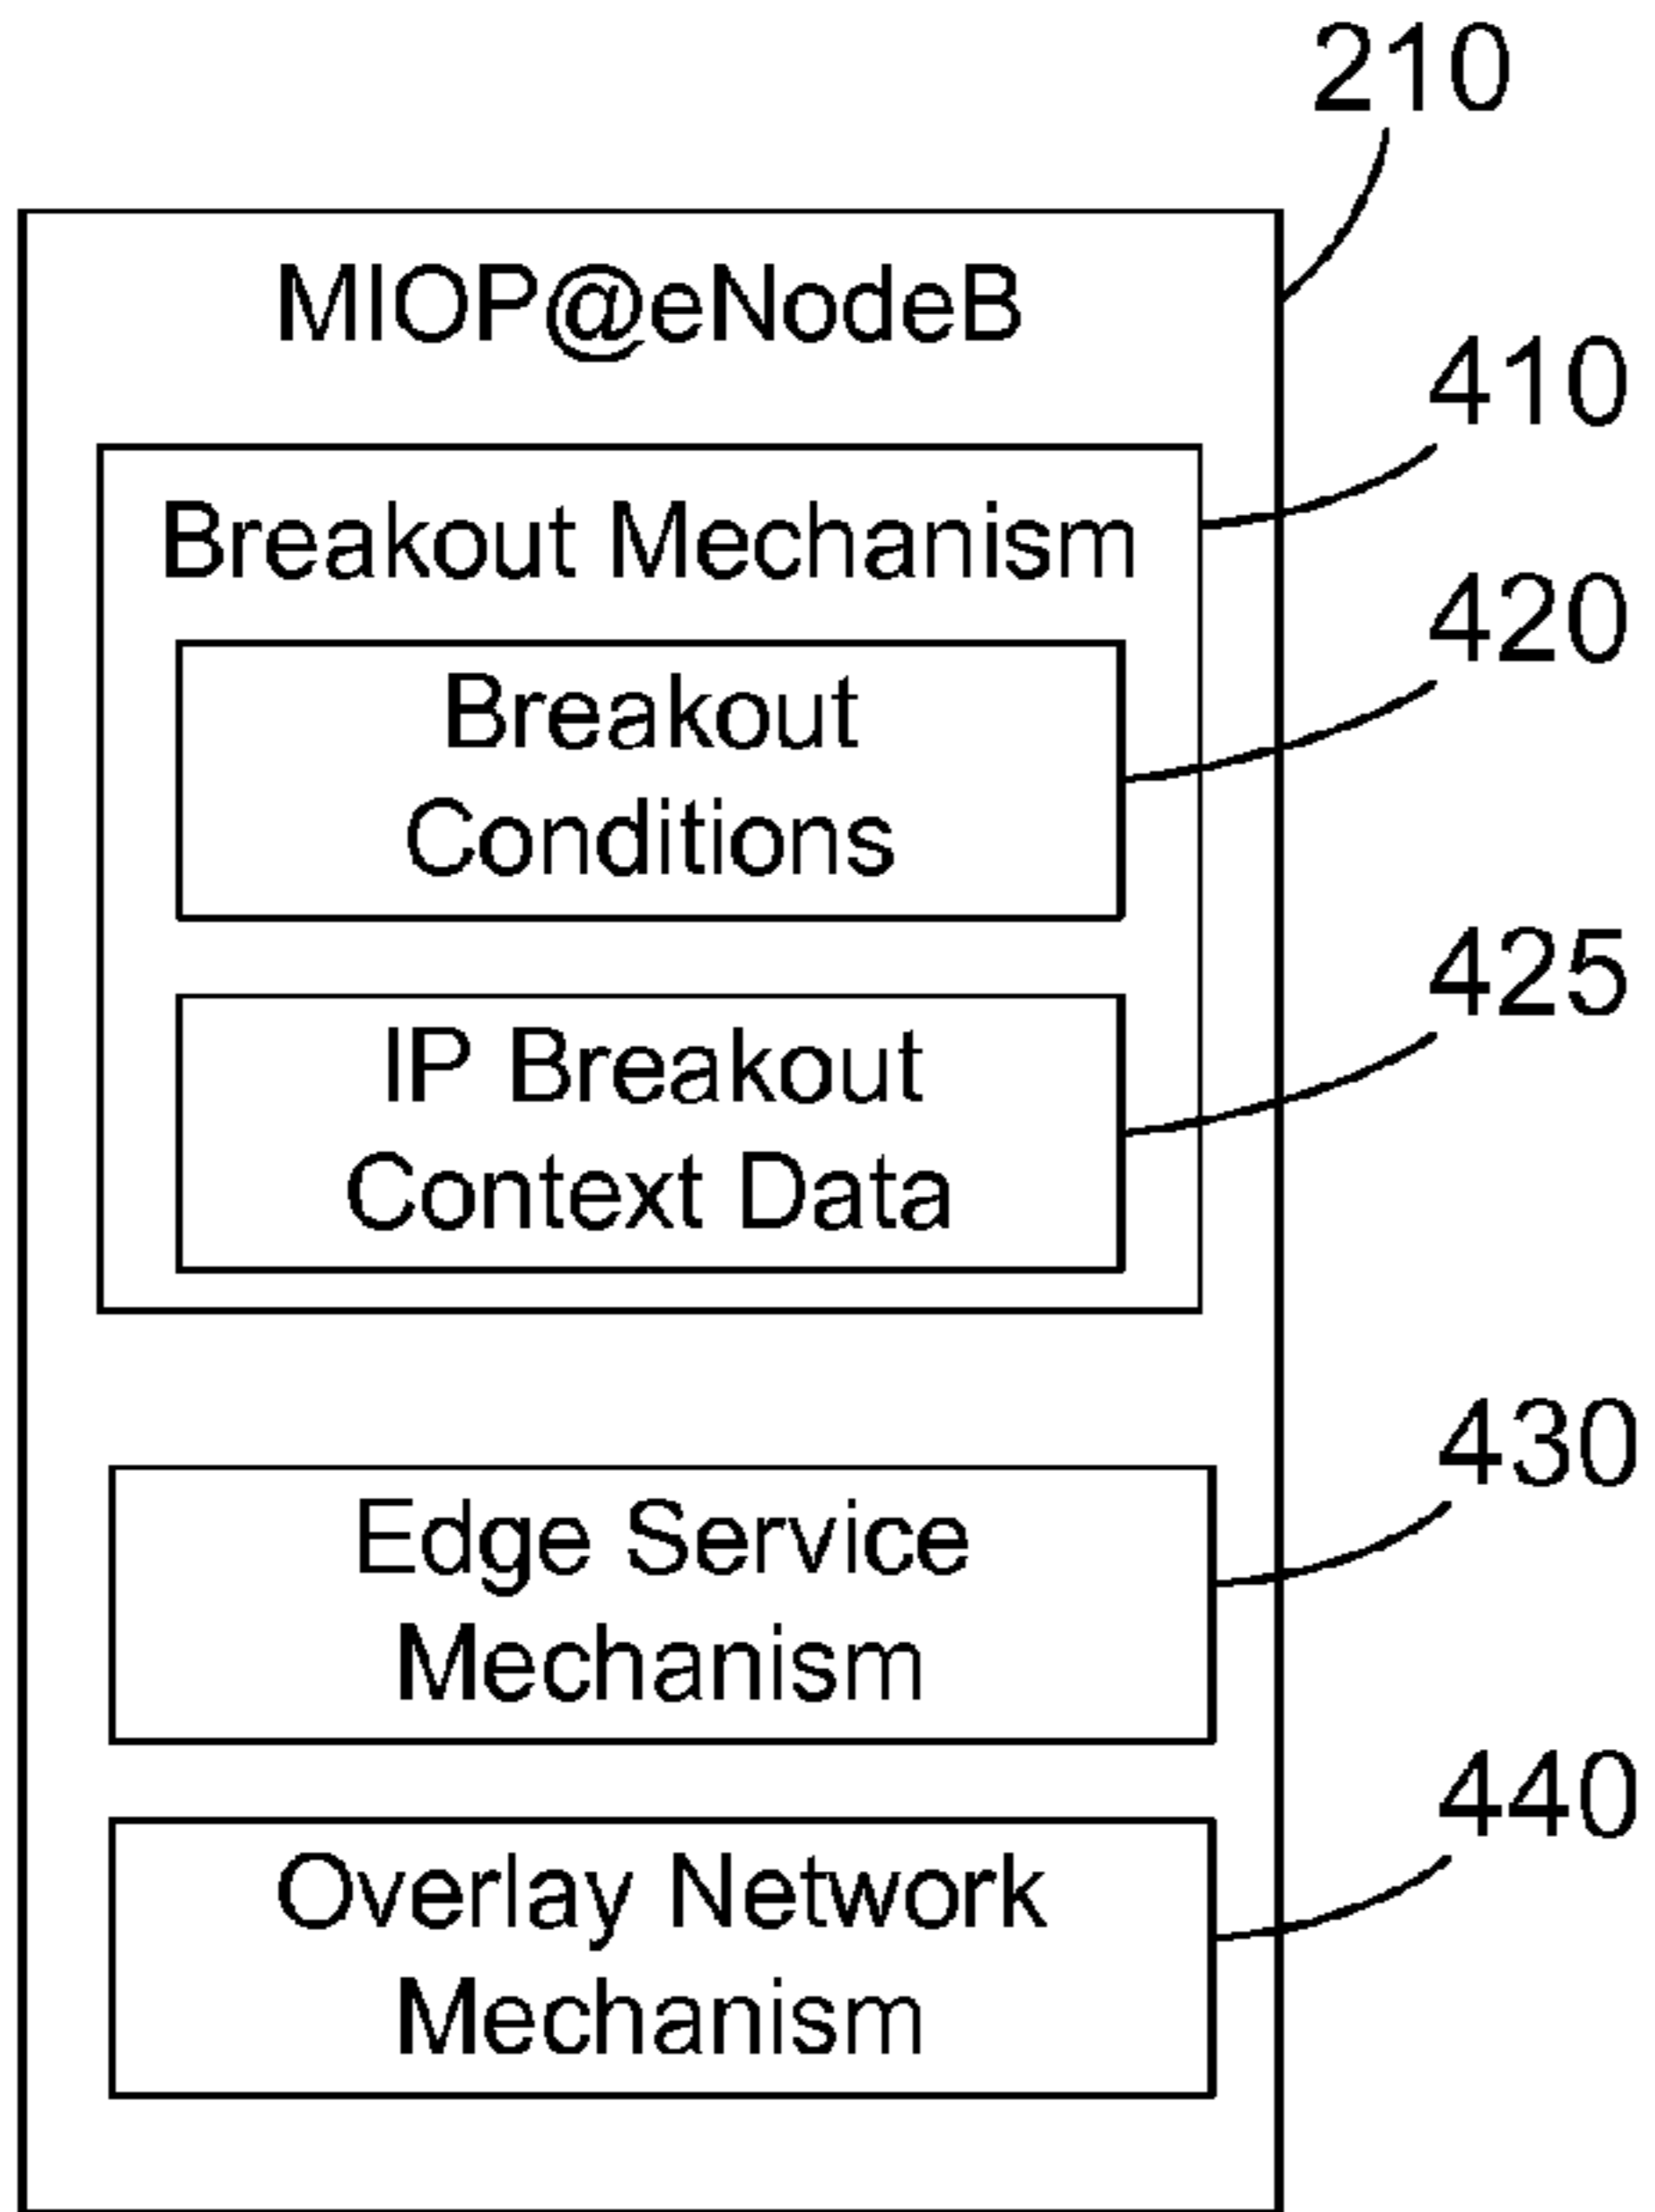 210
MIOP@eNodeB
410
Breakout Mechanism
420
Breakout
Conditions
425
IP Breakout
Context Data
430
Edge Service
Mechanism
440
Overlay Network
Mechanism